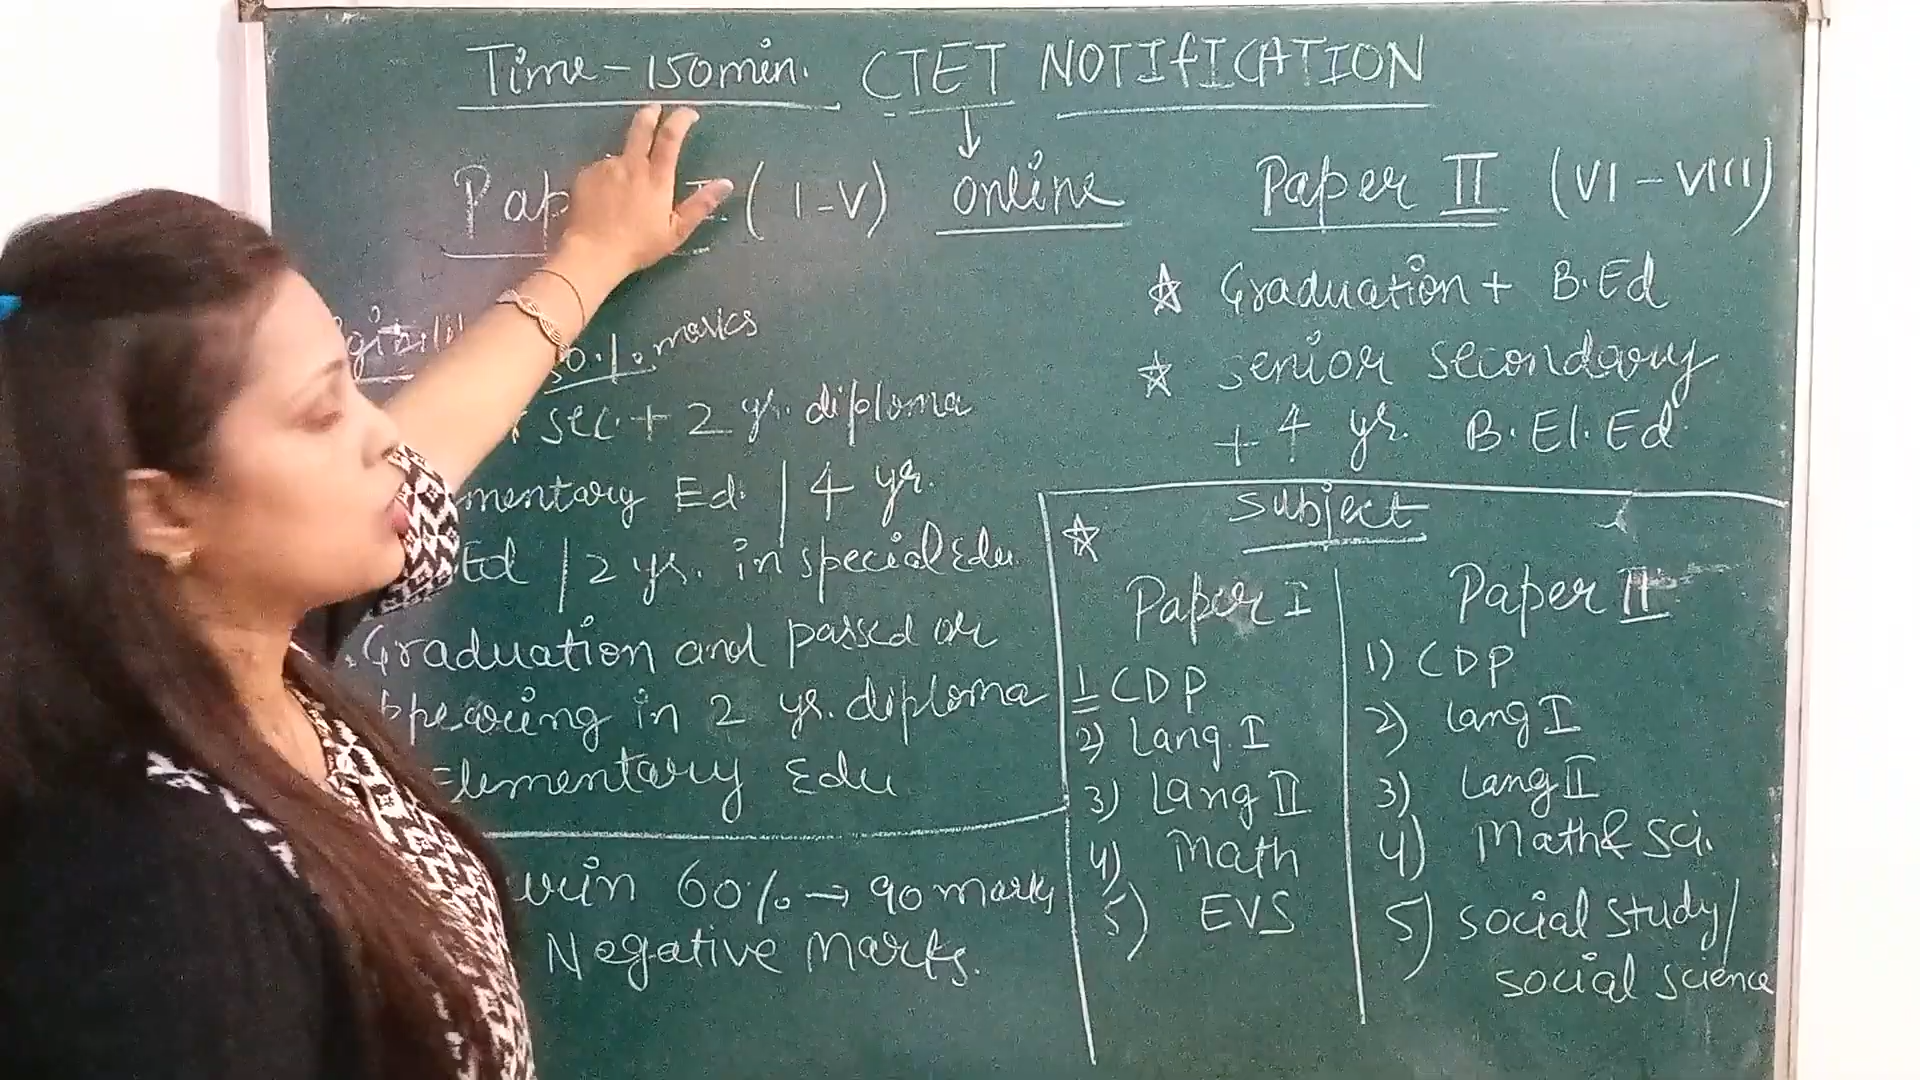 Time - 150 min. CTET NOTIfICATION
↓
Pap (I-V) online Paper II (VI - VIII)
☆ Graduation + B.Ed
☆ senior secondary
+ 4 yr. B.El.Ed
50% marks
sec. + 2 yr. diploma
mentary Ed. | 4 yr.
Ed | 2 yr. in special Edu.
Graduation and passed or
ppearing in 2 yr. diploma
Elementary Edu
60% → 90 marks
Negative Marks.
☆ subject
Paper I
1 CDP
2) Lang. I
3) Lang II
4) Math
5) EVS
Paper II
1) CDP
2) Lang I
3) Lang II
4) Math & Sci.
5) social study/
social science